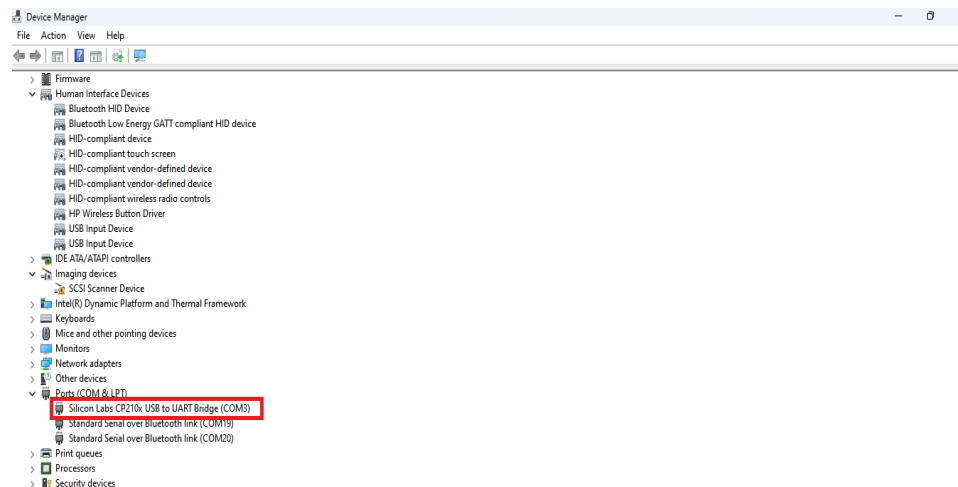 Device Manager
File Action View Help
Firmware
Human Interface Devices
Bluetooth HID Device
Bluetooth Low Energy GATT compliant HID device
HID-compliant device
HID-compliant touch screen
HID-compliant vendor-defined device
HID-compliant vendor-defined device
HID-compliant wireless radio controls
HP Wireless Button Driver
USB Input Device
USB Input Device
IDE ATA/ATAPI controllers
Imaging devices
SCSI Scanner Device
Intel(R) Dynamic Platform and Thermal Framework
Keyboards
Mice and other pointing devices
Monitors
Network adapters
Other devices
Ports (COM & LPT)
Silicon Labs CP210x USB to UART Bridge (COM3)
Standard Serial over Bluetooth link (COM19)
Standard Serial over Bluetooth link (COM20)
Print queues
Processors
Security devices